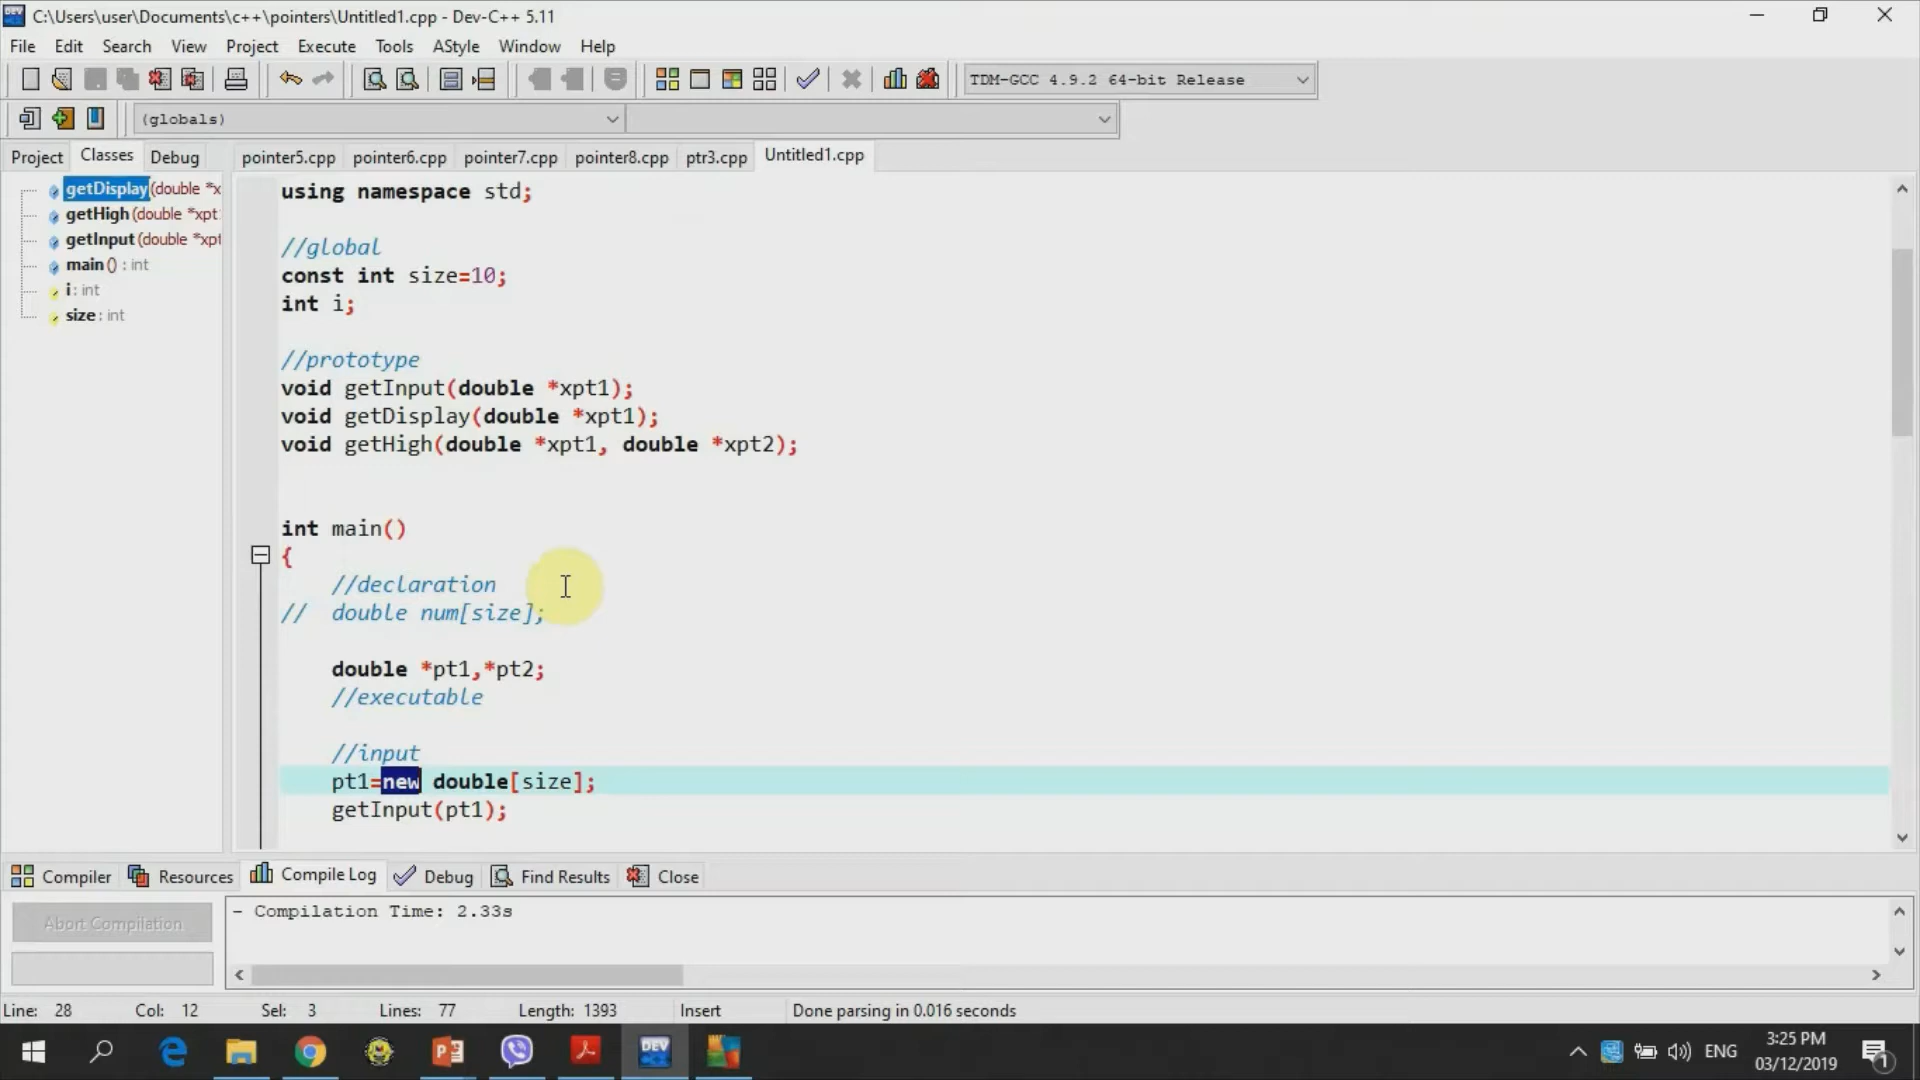 C:\Users\user\Documents\c++\pointers\Untitled1.cpp - Dev-C++ 5.11
File Edit Search View Project Execute Tools AStyle Window Help
TDM-GCC 4.9.2 64-bit Release
(globals)
Project Classes Debug
pointer5.cpp pointer6.cpp pointer7.cpp pointer8.cpp ptr3.cpp Untitled1.cpp
getDisplay (double *x
getHigh (double *xpt
getInput (double *xpt
main () : int
i : int
size : int
using namespace std;
//global
const int size=10;
int i;
//prototype
void getInput(double *xpt1);
void getDisplay(double *xpt1);
void getHigh(double *xpt1, double *xpt2);
int main()
{
//declaration
// double num[size];
double *pt1,*pt2;
//executable
//input
pt1=new double[size];
getInput(pt1);
Compiler Resources Compile Log Debug Find Results Close
Abort Compilation
- Compilation Time: 2.33s
Line: 28 Col: 12 Sel: 3 Lines: 77 Length: 1393 Insert Done parsing in 0.016 seconds
DEV
ENG
3:25 PM
03/12/2019
1